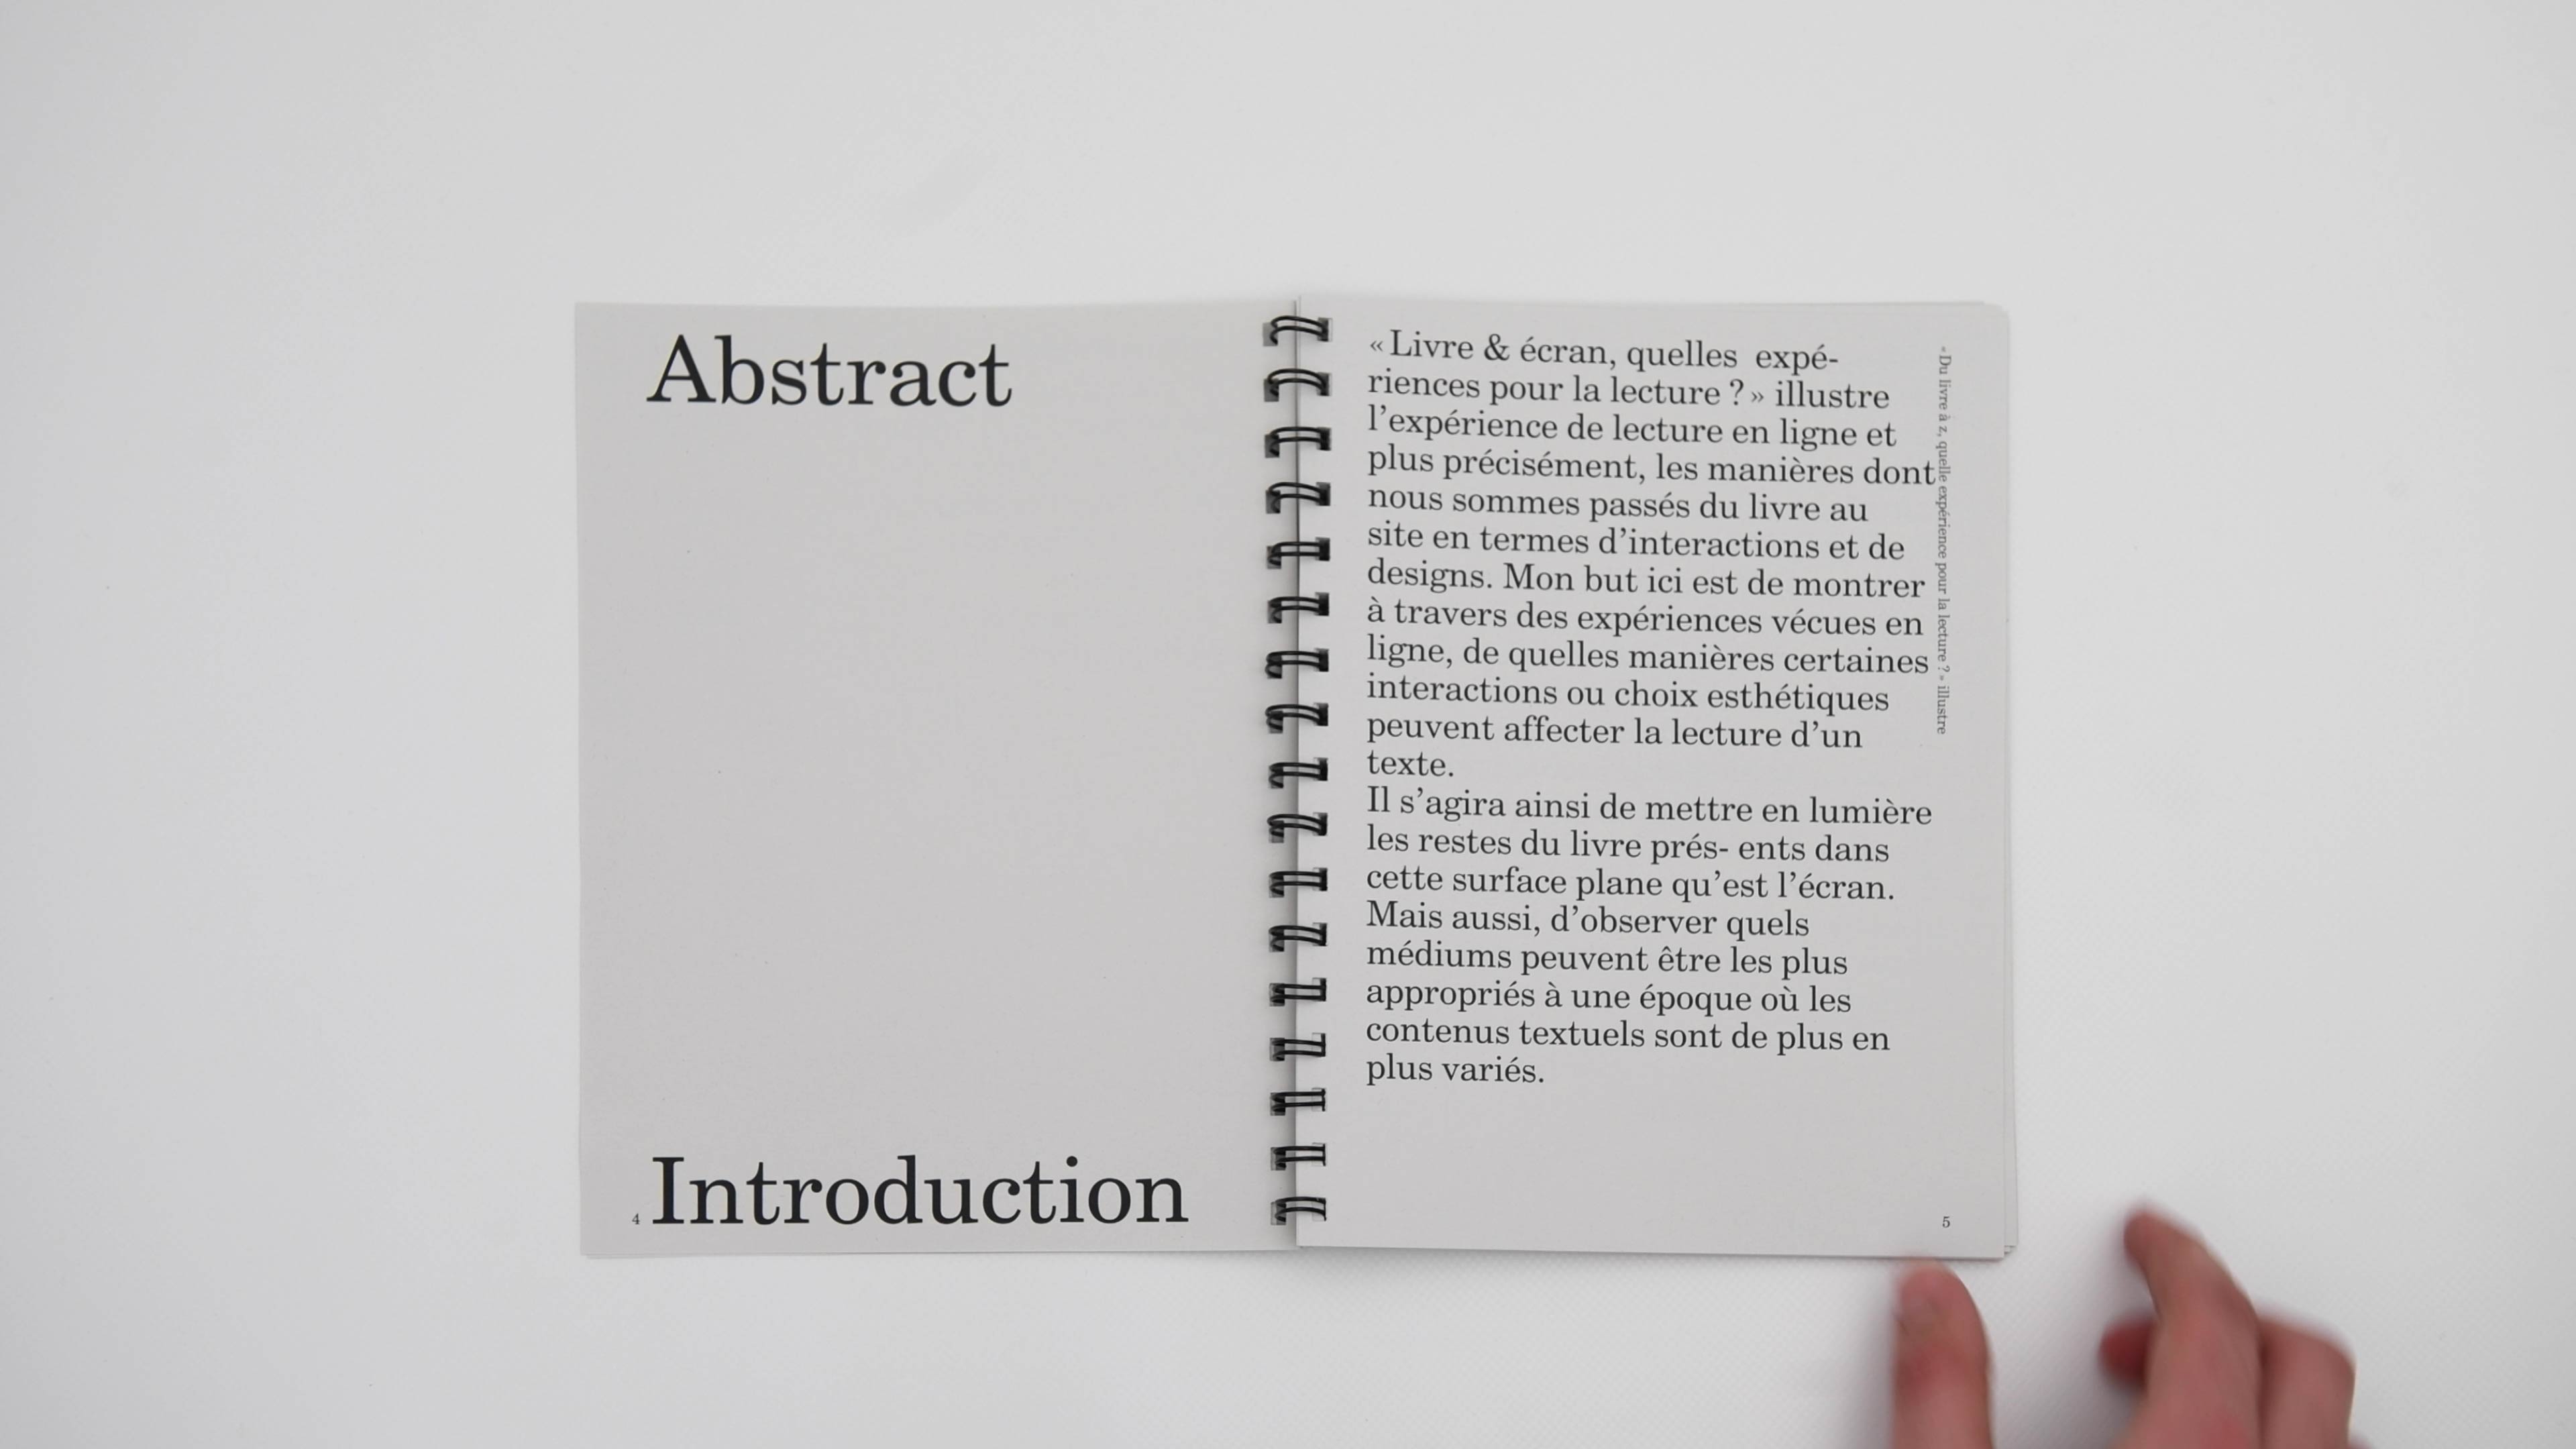 Abstract
Introduction
4
« Livre & écran, quelles expé-
riences pour la lecture ? » illustre
l’expérience de lecture en ligne et
plus précisément, les manières dont
nous sommes passés du livre au
site en termes d’interactions et de
designs. Mon but ici est de montrer
à travers des expériences vécues en
ligne, de quelles manières certaines
interactions ou choix esthétiques
peuvent affecter la lecture d’un
texte.
Il s’agira ainsi de mettre en lumière
les restes du livre prés- ents dans
cette surface plane qu’est l’écran.
Mais aussi, d’observer quels
médiums peuvent être les plus
appropriés à une époque où les
contenus textuels sont de plus en
plus variés.
« Du livre à z, quelle expérience pour la lecture ? » illustre
5